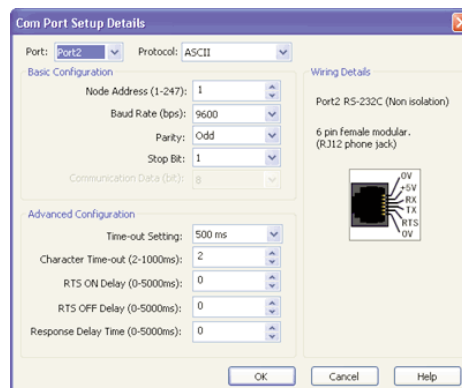 Com Port Setup Details
Port: Port2 Protocol: ASCII
Basic Configuration
Node Address (1-247): 1
Baud Rate (bps): 9600
Parity: Odd
Stop Bit: 1
Communication Data (bit): 8
Advanced Configuration
Time-out Setting: 500 ms
Character Time-out (2-1000ms): 2
RTS ON Delay (0-5000ms): 0
RTS OFF Delay (0-5000ms): 0
Response Delay Time (0-5000ms): 0
Wiring Details
Port2 RS-232C (Non isolation)
6 pin female modular.
(RJ12 phone jack)
0V
+5V
RX
TX
RTS
0V
OK Cancel Help